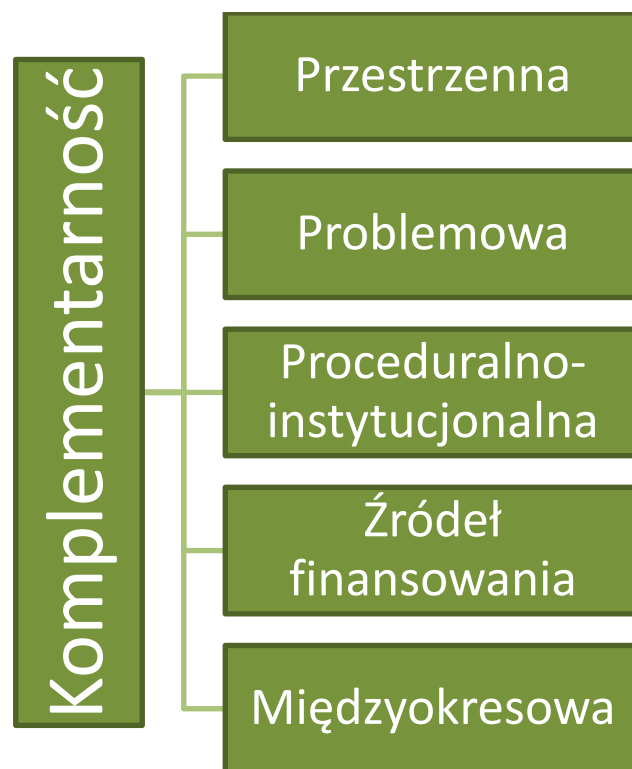 Komplementarność
Przestrzenna
Problemowa
Proceduralno-
instytucjonalna
Źródeł
finansowania
Międzyokresowa